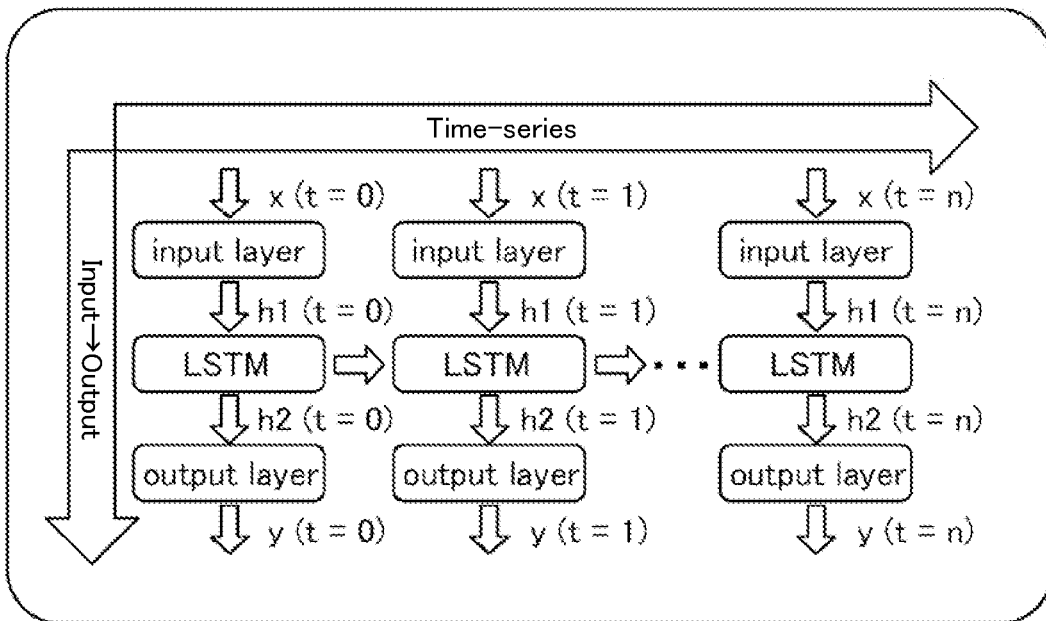 Time-series
Input→Output
x (t = 0) x (t = 1) x (t = n)
input layer input layer input layer
h1 (t = 0) h1 (t = 1) h1 (t = n)
LSTM LSTM ・・・ LSTM
h2 (t = 0) h2 (t = 1) h2 (t = n)
output layer output layer output layer
y (t = 0) y (t = 1) y (t = n)